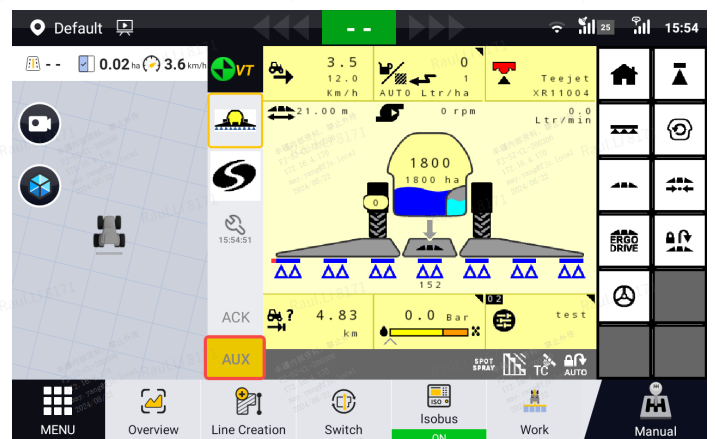 Default
- -
25
15:54
- -
0.02 ha
3.6 km/h
VT
3.5
12.0
Km/h
0
1
AUTO Ltr/ha
Teejet
XR11004
21.00 m
0 rpm
0.0
Ltr/min
1800
1800 ha
0
152
15:54:51
ACK
AUX
?
4.83
km
0.0 Bar
02
test
SPOT
SPRAY
TC
AUTO
ERGO
DRIVE
MENU
Overview
Line Creation
Switch
ISO
Isobus
ON
Work
Manual
RauL1s8171